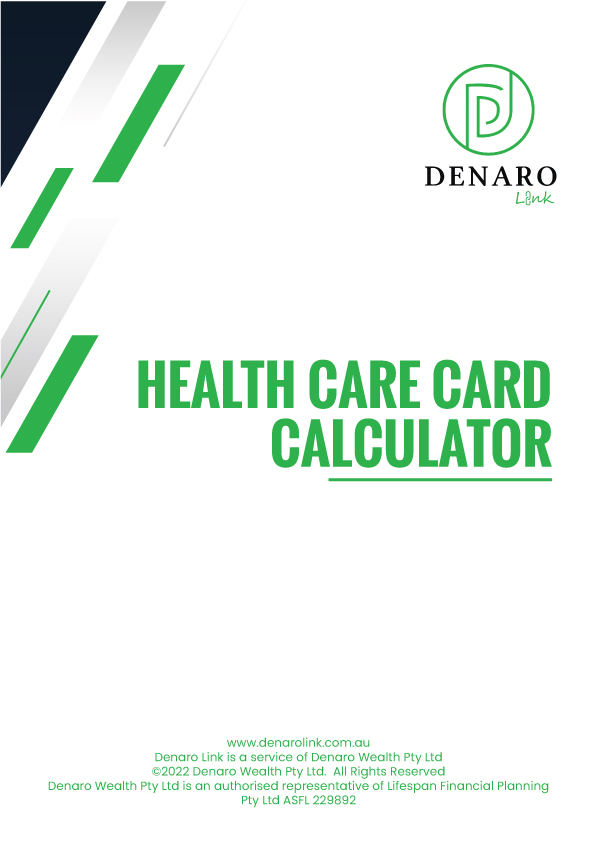 DENARO
Link
HEALTH CARE CARD
CALCULATOR
www.denarolink.com.au
Denaro Link is a service of Denaro Wealth Pty Ltd
©2022 Denaro Wealth Pty Ltd.  All Rights Reserved
Denaro Wealth Pty Ltd is an authorised representative of Lifespan Financial Planning
Pty Ltd ASFL 229892